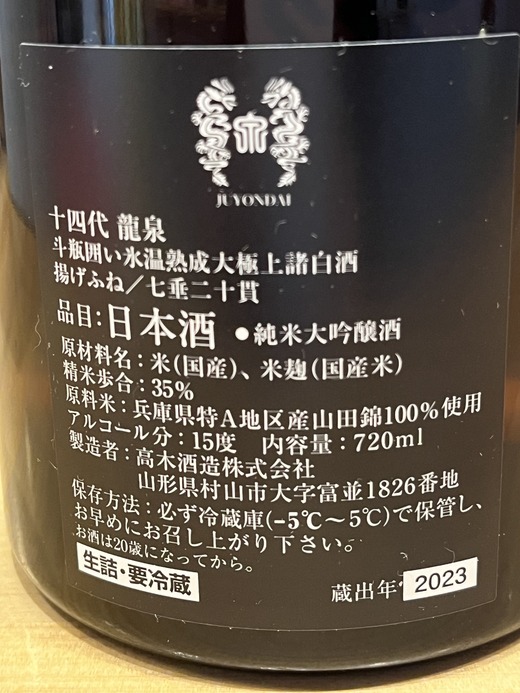 JUYONDAI
十四代 龍泉
斗瓶囲い氷温熟成大極上諸白酒
揚げふね／七垂二十貫
品目：日本酒 ●純米大吟醸酒
原材料名：米（国産）、米麹（国産米）
精米歩合：35%
原料米：兵庫県特A地区産山田錦100%使用
アルコール分：15度 内容量：720ml
製造者：高木酒造株式会社
山形県村山市大字富並1826番地
保存方法：必ず冷蔵庫（-5℃〜5℃）で保管し、
お早めにお召し上がり下さい。
お酒は20歳になってから。
生詰・要冷蔵
蔵出年・2023